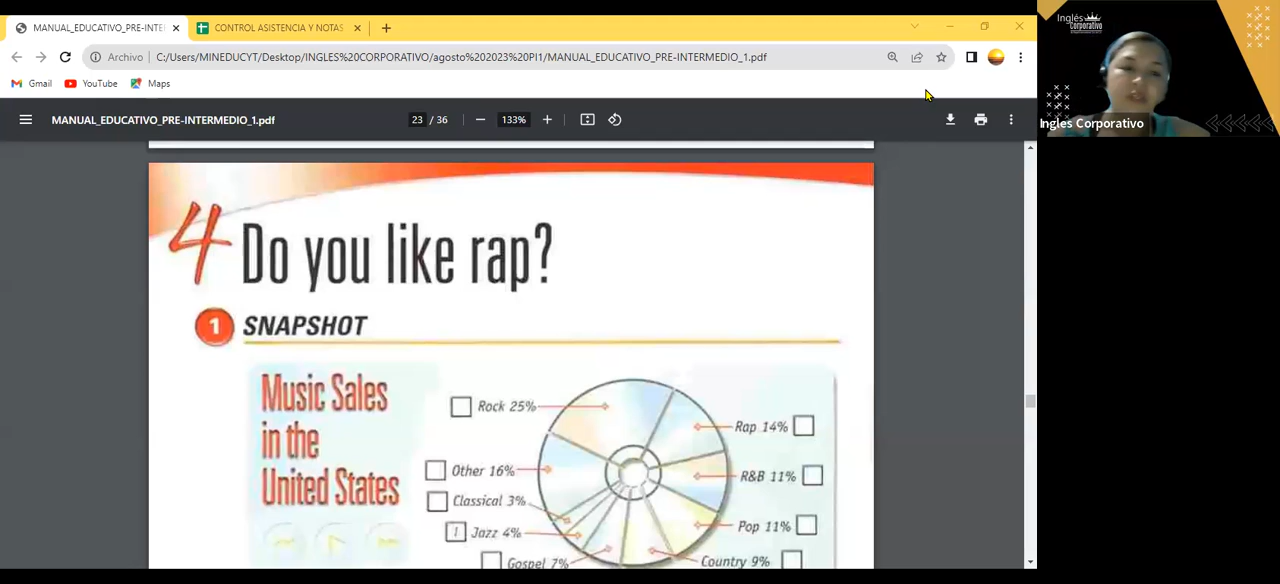 MANUAL_EDUCATIVO_PRE-INTERMEDIO
CONTROL ASISTENCIA Y NOTAS
Archivo C:/Users/MINEDUCYT/Desktop/INGLES%20CORPORATIVO/agosto%202023%20PI1/MANUAL_EDUCATIVO_PRE-INTERMEDIO_1.pdf
Gmail YouTube Maps
MANUAL_EDUCATIVO_PRE-INTERMEDIO_1.pdf 23 / 36 133%
Inglés
Corporativo
Ingles Corporativo
4 Do you like rap?
1 SNAPSHOT
Music Sales
in the
United States
Rock 25%
Rap 14%
Other 16%
R&B 11%
Classical 3%
Pop 11%
1 Jazz 4%
Gospel 7%
Country 9%